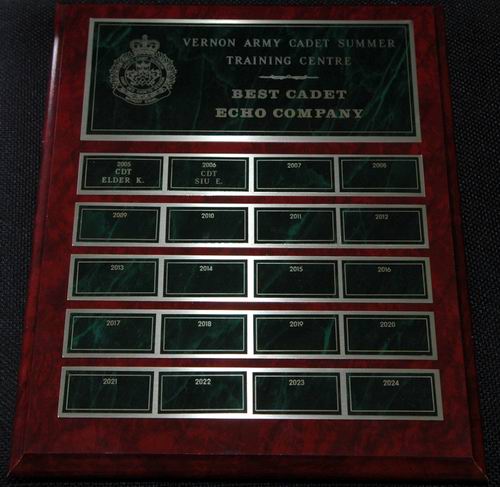 VERNON ARMY CADET SUMMER
TRAINING CENTRE
BEST CADET
ECHO COMPANY
2005
CDT
ELDER K.
2006
CDT
SIU E.
2007
2008
2009
2010
2011
2012
2013
2014
2015
2016
2017
2018
2019
2020
2021
2022
2023
2024